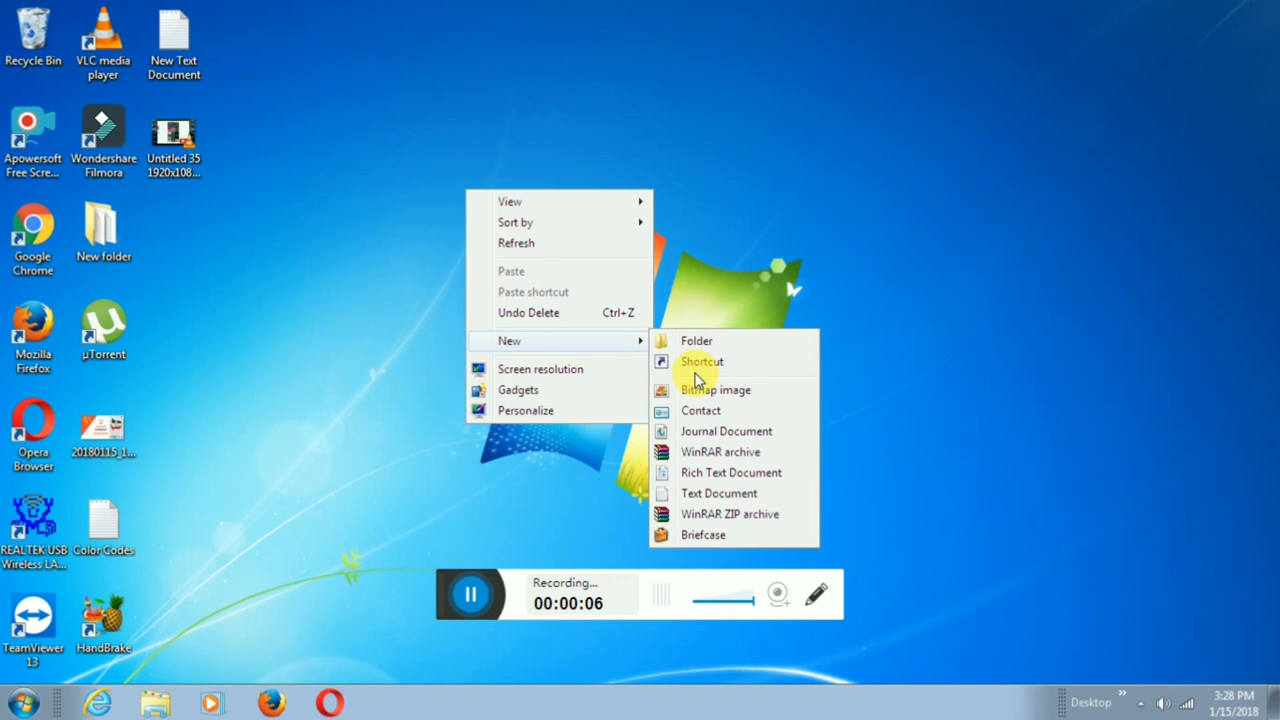 Recycle Bin
VLC media
player
New Text
Document
Apowersoft
Free Scre...
Wondershare
Filmora
Untitled 35
1920x108...
Google
Chrome
New folder
Mozilla
Firefox
µTorrent
Opera
Browser
20180115_1...
REALTEK USB
Wireless LA...
Color Codes
TeamViewer
13
HandBrake
View
Sort by
Refresh
Paste
Paste shortcut
Undo Delete Ctrl+Z
New
Screen resolution
Gadgets
Personalize
Folder
Shortcut
Bitmap image
Contact
Journal Document
WinRAR archive
Rich Text Document
Text Document
WinRAR ZIP archive
Briefcase
Recording...
00:00:06
Desktop
3:28 PM
1/15/2018